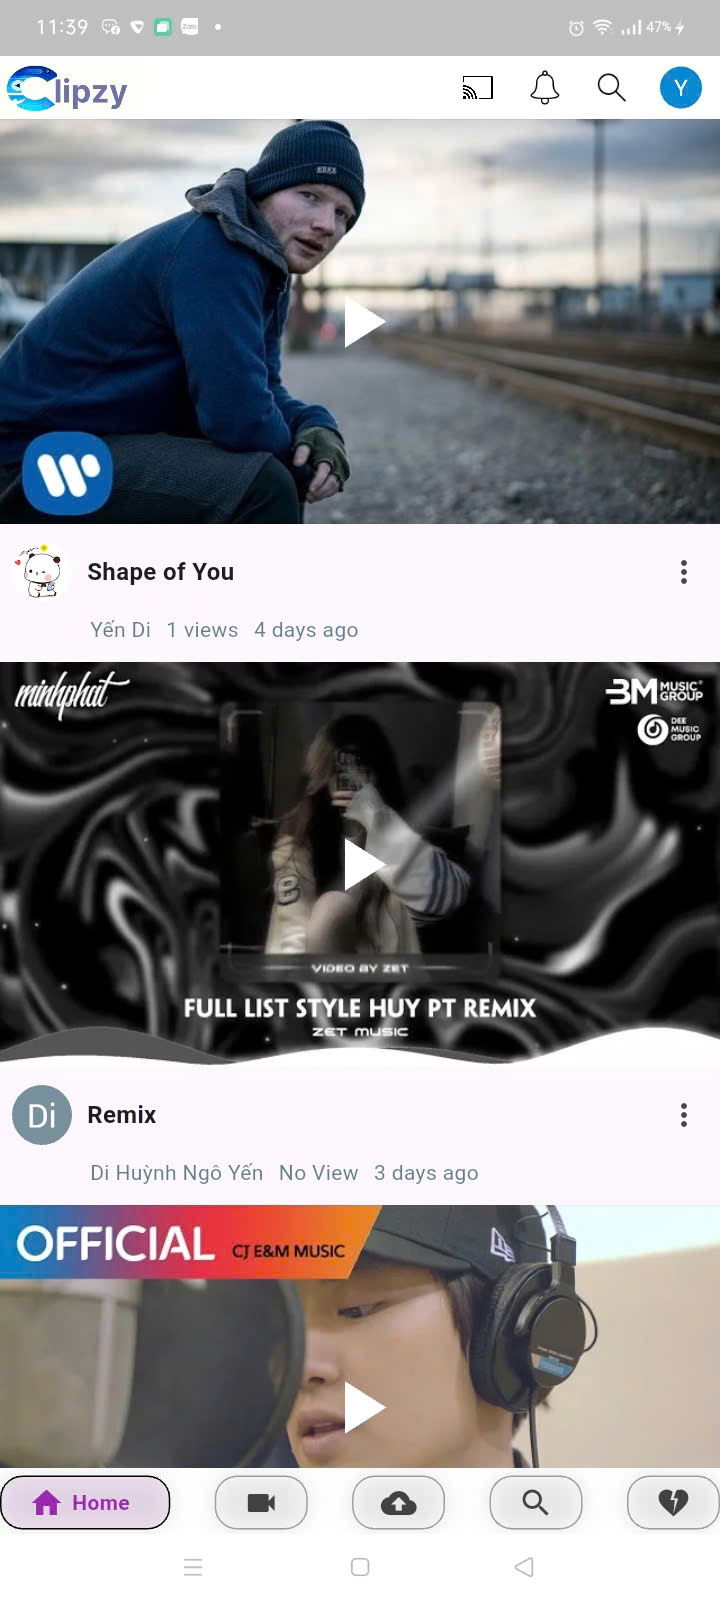 11:39
Zalo
47%
Clipzy
Y
Shape of You
Yến Di 1 views 4 days ago
minhphat
3M MUSIC GROUP
DEE MUSIC GROUP
VIDEO BY ZET
FULL LIST STYLE HUY PT REMIX
ZET MUSIC
Di
Remix
Di Huỳnh Ngô Yến No View 3 days ago
OFFICIAL CJ E&M MUSIC
Home